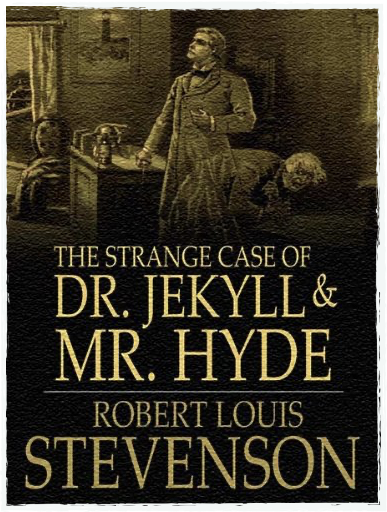 THE STRANGE CASE OF
DR. JEKYLL &
MR. HYDE
ROBERT LOUIS
STEVENSON